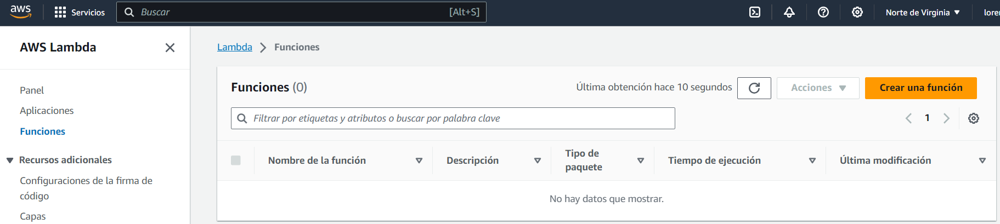 aws Servicios Buscar [Alt+S] Norte de Virginia lorer
AWS Lambda
Lambda Funciones
Panel
Aplicaciones
Funciones
Recursos adicionales
Configuraciones de la firma de
código
Capas
Funciones (0) Última obtención hace 10 segundos Acciones Crear una función
Filtrar por etiquetas y atributos o buscar por palabra clave 1
Nombre de la función Descripción Tipo de
paquete Tiempo de ejecución Última modificación
No hay datos que mostrar.